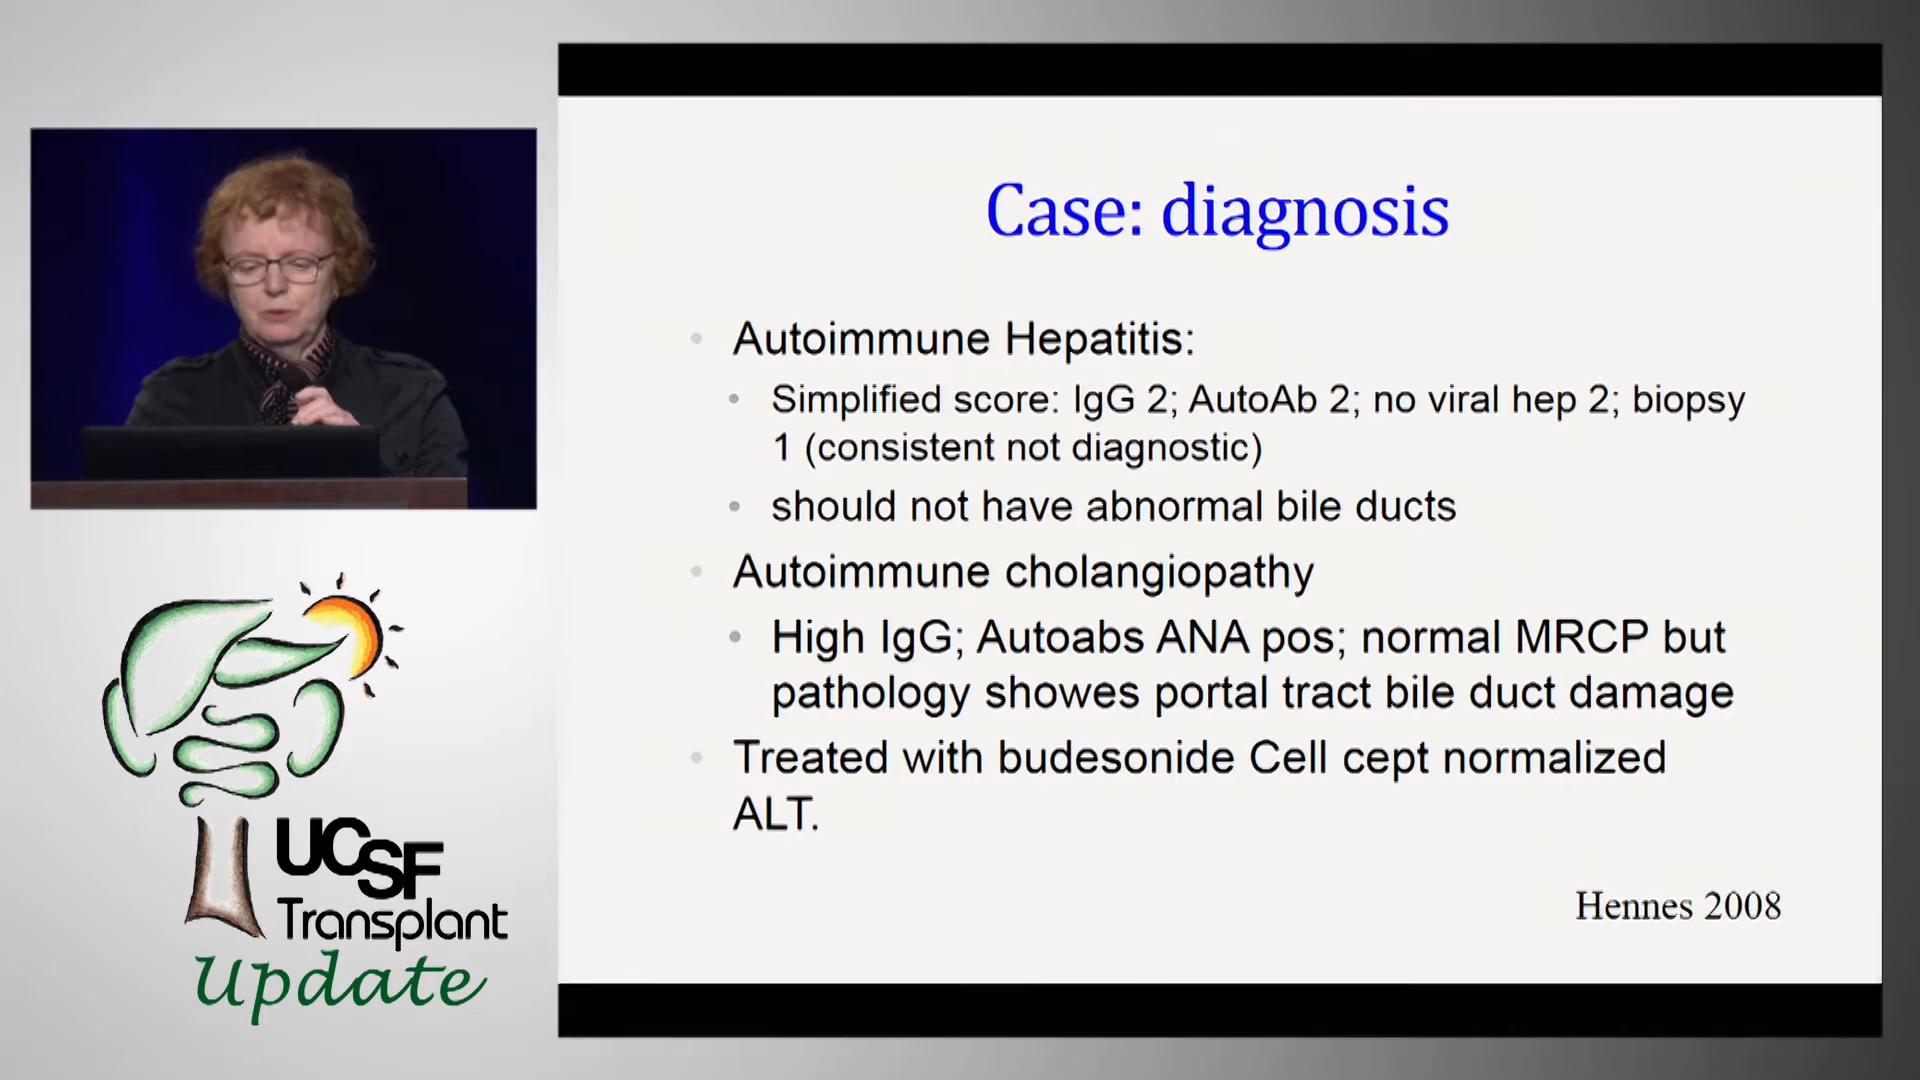 Case: diagnosis
Autoimmune Hepatitis:
Simplified score: IgG 2; AutoAb 2; no viral hep 2; biopsy
1 (consistent not diagnostic)
should not have abnormal bile ducts
Autoimmune cholangiopathy
High IgG; Autoabs ANA pos; normal MRCP but
pathology showes portal tract bile duct damage
Treated with budesonide Cell cept normalized
ALT.
Hennes 2008
UCSF
Transplant
Update